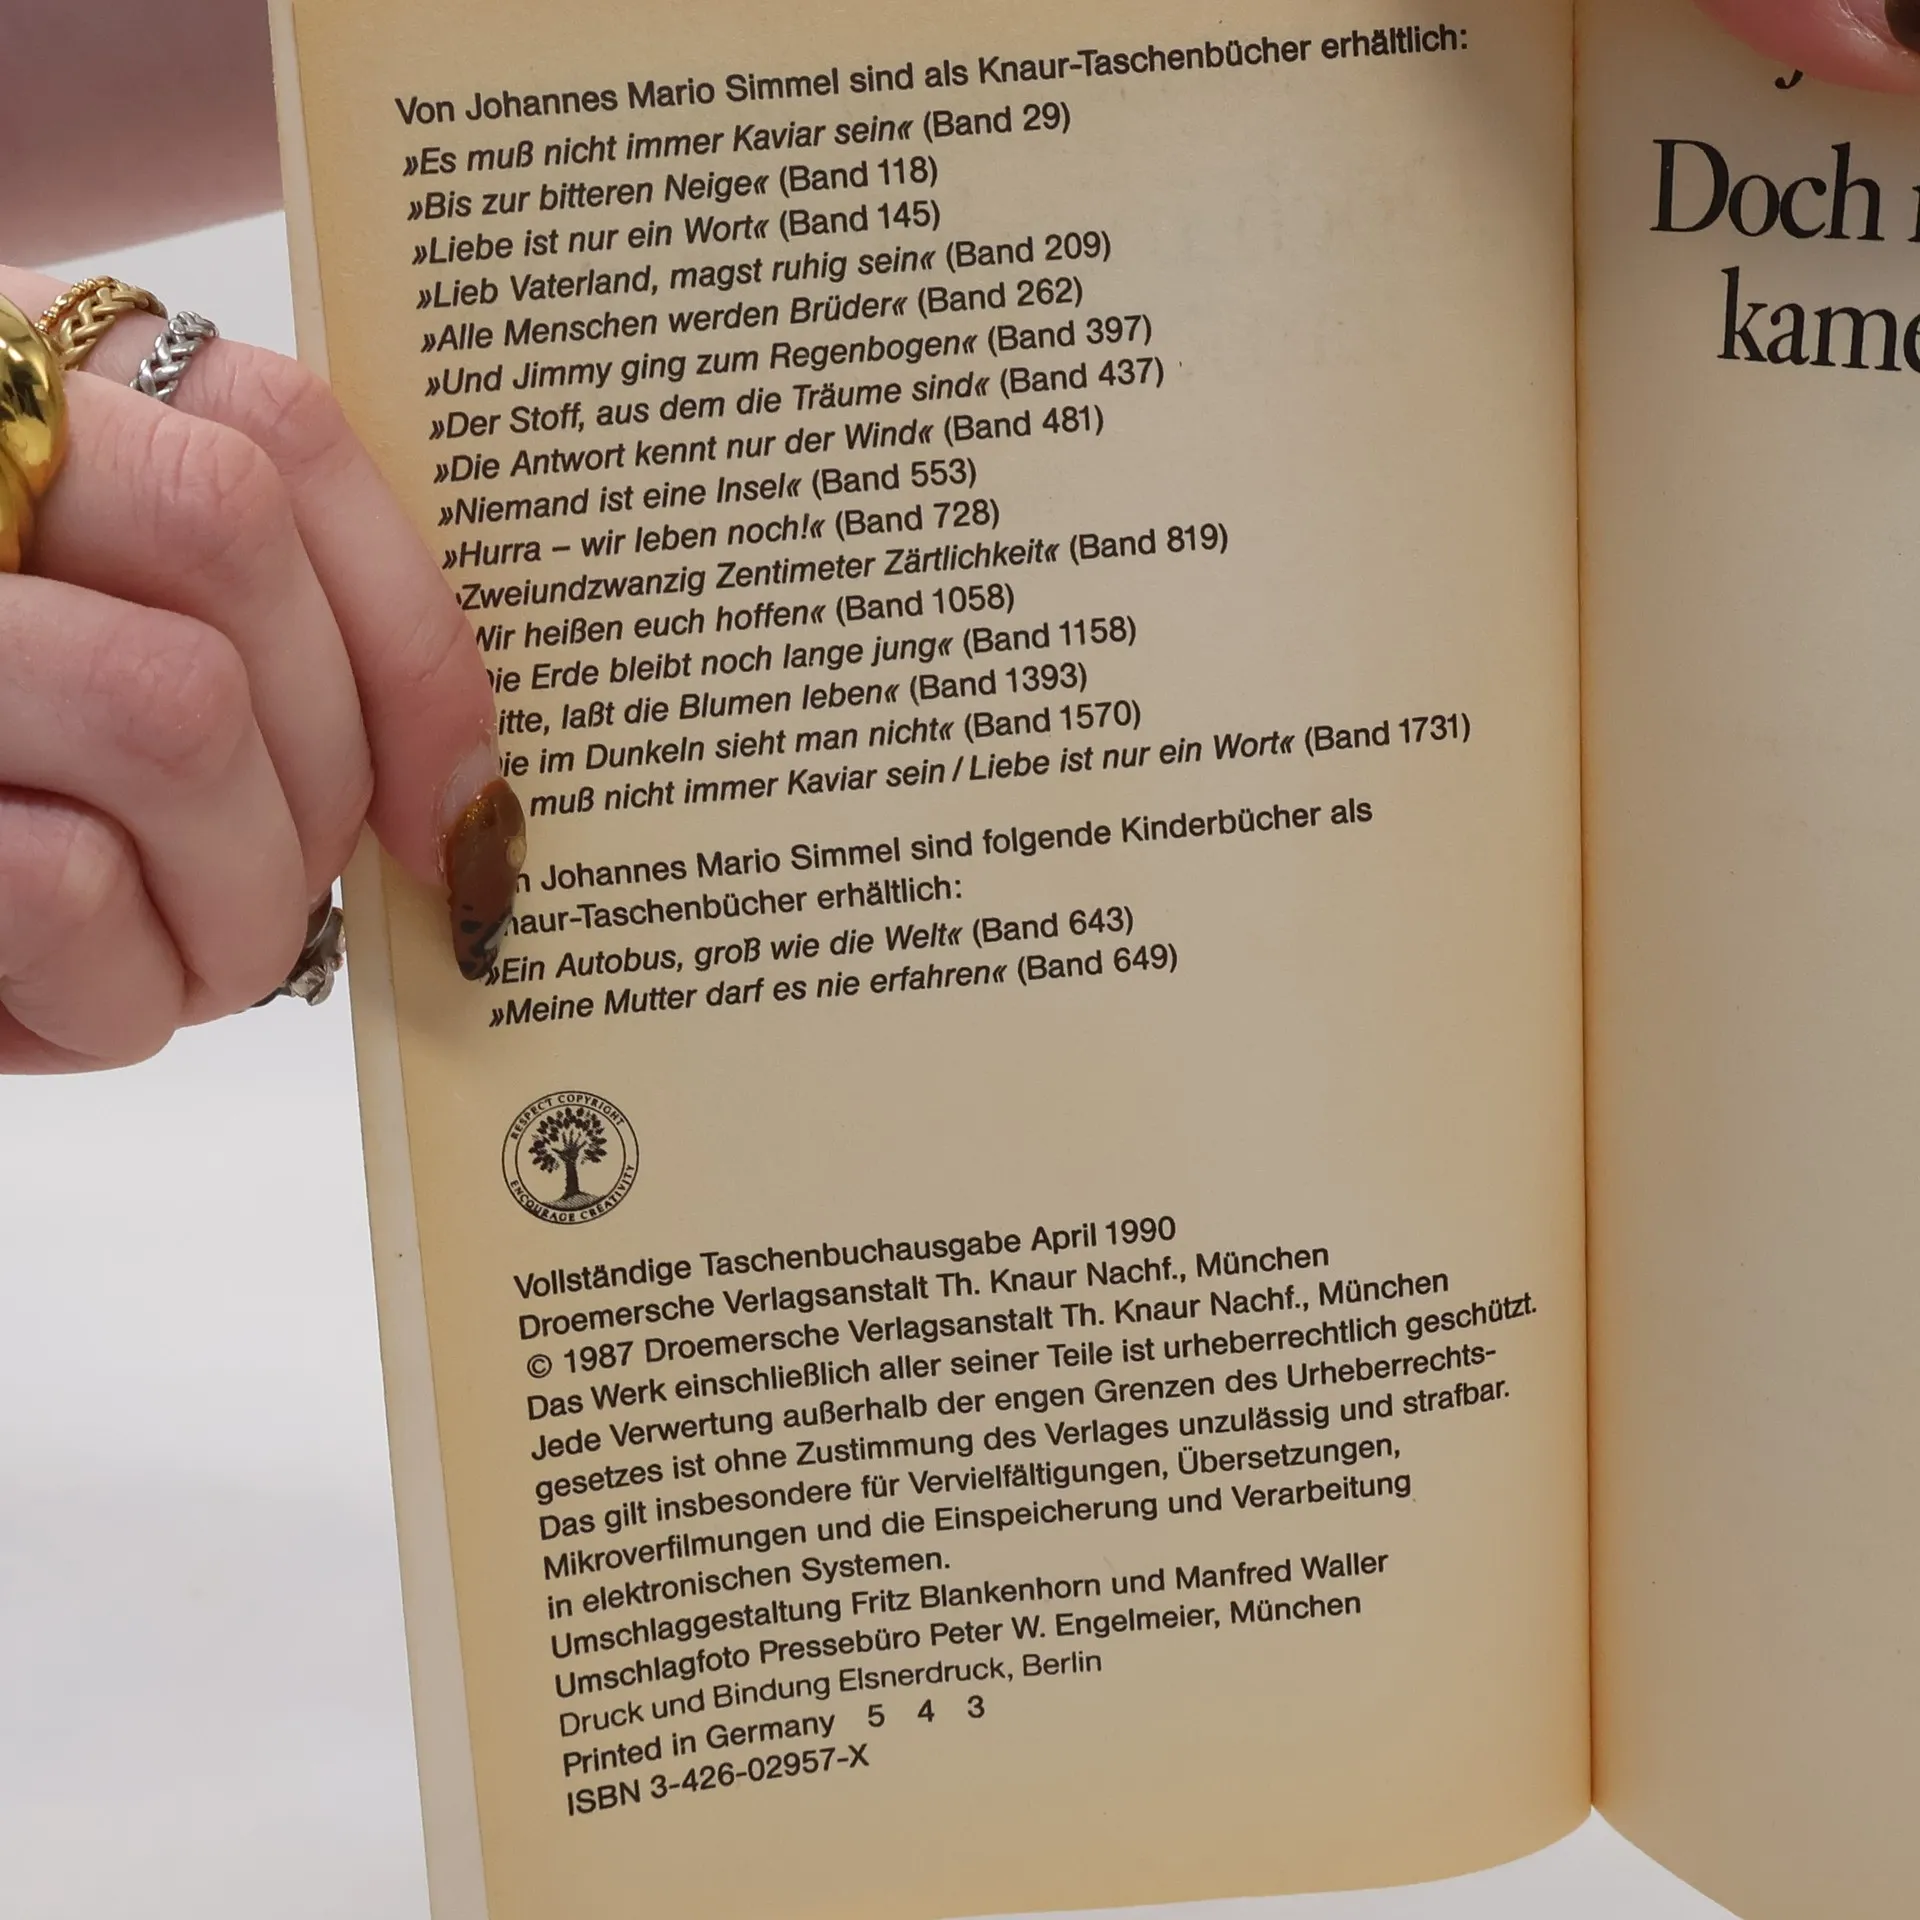 Von Johannes Mario Simmel sind als Knaur-Taschenbücher erhältlich:
»Es muß nicht immer Kaviar sein« (Band 29)
»Bis zur bitteren Neige« (Band 118)
»Liebe ist nur ein Wort« (Band 145)
»Lieb Vaterland, magst ruhig sein« (Band 209)
»Alle Menschen werden Brüder« (Band 262)
»Und Jimmy ging zum Regenbogen« (Band 397)
»Der Stoff, aus dem die Träume sind« (Band 437)
»Die Antwort kennt nur der Wind« (Band 481)
»Niemand ist eine Insel« (Band 553)
»Hurra – wir leben noch!« (Band 728)
Zweiundzwanzig Zentimeter Zärtlichkeit« (Band 819)
Wir heißen euch hoffen« (Band 1058)
ie Erde bleibt noch lange jung« (Band 1158)
itte, laßt die Blumen leben« (Band 1393)
ie im Dunkeln sieht man nicht« (Band 1570)
muß nicht immer Kaviar sein / Liebe ist nur ein Wort« (Band 1731)
n Johannes Mario Simmel sind folgende Kinderbücher als
naur-Taschenbücher erhältlich:
»Ein Autobus, groß wie die Welt« (Band 643)
»Meine Mutter darf es nie erfahren« (Band 649)
RESPECT COPYRIGHT
ENCOURAGE CREATIVITY
Vollständige Taschenbuchausgabe April 1990
Droemersche Verlagsanstalt Th. Knaur Nachf., München
© 1987 Droemersche Verlagsanstalt Th. Knaur Nachf., München
Das Werk einschließlich aller seiner Teile ist urheberrechtlich geschützt.
Jede Verwertung außerhalb der engen Grenzen des Urheberrechts-
gesetzes ist ohne Zustimmung des Verlages unzulässig und strafbar.
Das gilt insbesondere für Vervielfältigungen, Übersetzungen,
Mikroverfilmungen und die Einspeicherung und Verarbeitung
in elektronischen Systemen.
Umschlaggestaltung Fritz Blankenhorn und Manfred Waller
Umschlagfoto Pressebüro Peter W. Engelmeier, München
Druck und Bindung Elsnerdruck, Berlin
Printed in Germany 5 4 3
ISBN 3-426-02957-X
Doch
kame